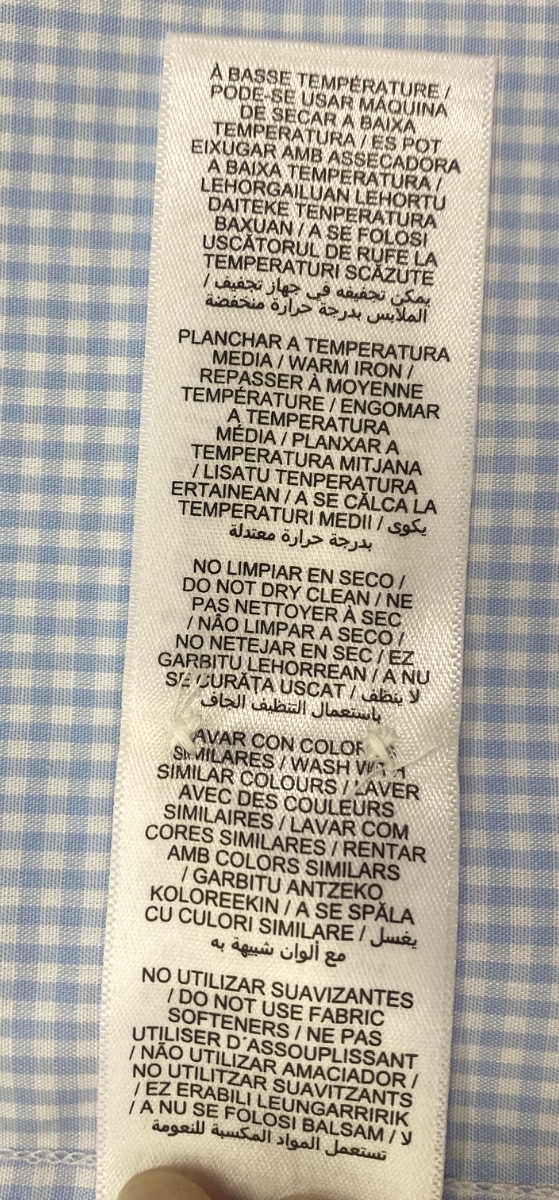 À BASSE TEMPÉRATURE /
PODE-SE USAR MÁQUINA
DE SECAR A BAIXA
TEMPERATURA / ES POT
EIXUGAR AMB ASSECADORA
A BAIXA TEMPERATURA /
LEHORGAILUAN LEHORTU
DAITEKE TENPERATURA
BAXUAN / A SE FOLOSI
USCĂTORUL DE RUFE LA
TEMPERATURI SCĂZUTE
يمكن تجفيفه في جهاز تجفيف /
الملابس بدرجة حرارة منخفضة
PLANCHAR A TEMPERATURA
MEDIA / WARM IRON /
REPASSER À MOYENNE
TEMPÉRATURE / ENGOMAR
A TEMPERATURA
MÉDIA / PLANXAR A
TEMPERATURA MITJANA
/ LISATU TENPERATURA
ERTAINEAN / A SE CĂLCA LA
TEMPERATURI MEDII / يكوى
بدرجة حرارة معتدلة
NO LIMPIAR EN SECO /
DO NOT DRY CLEAN / NE
PAS NETTOYER À SEC
/ NÃO LIMPAR A SECO /
NO NETEJAR EN SEC / EZ
GARBITU LEHORREAN / A NU
SE CURĂȚA USCAT / لا ينظف
باستعمال التنظيف الجاف
AVAR CON COLOR
SIMILARES / WASH WITH
SIMILAR COLOURS / LAVER
AVEC DES COULEURS
SIMILAIRES / LAVAR COM
CORES SIMILARES / RENTAR
AMB COLORS SIMILARS
/ GARBITU ANTZEKO
KOLOREEKIN / A SE SPĂLA
CU CULORI SIMILARE / يغسل
مع ألوان شبيهة به
NO UTILIZAR SUAVIZANTES
/ DO NOT USE FABRIC
SOFTENERS / NE PAS
UTILISER D´ASSOUPLISSANT
/ NÃO UTILIZAR AMACIADOR /
NO UTILITZAR SUAVITZANTS
/ EZ ERABILI LEUNGARRIRIK
/ A NU SE FOLOSI BALSAM / لا
تستعمل المواد المكسبة للنعومة